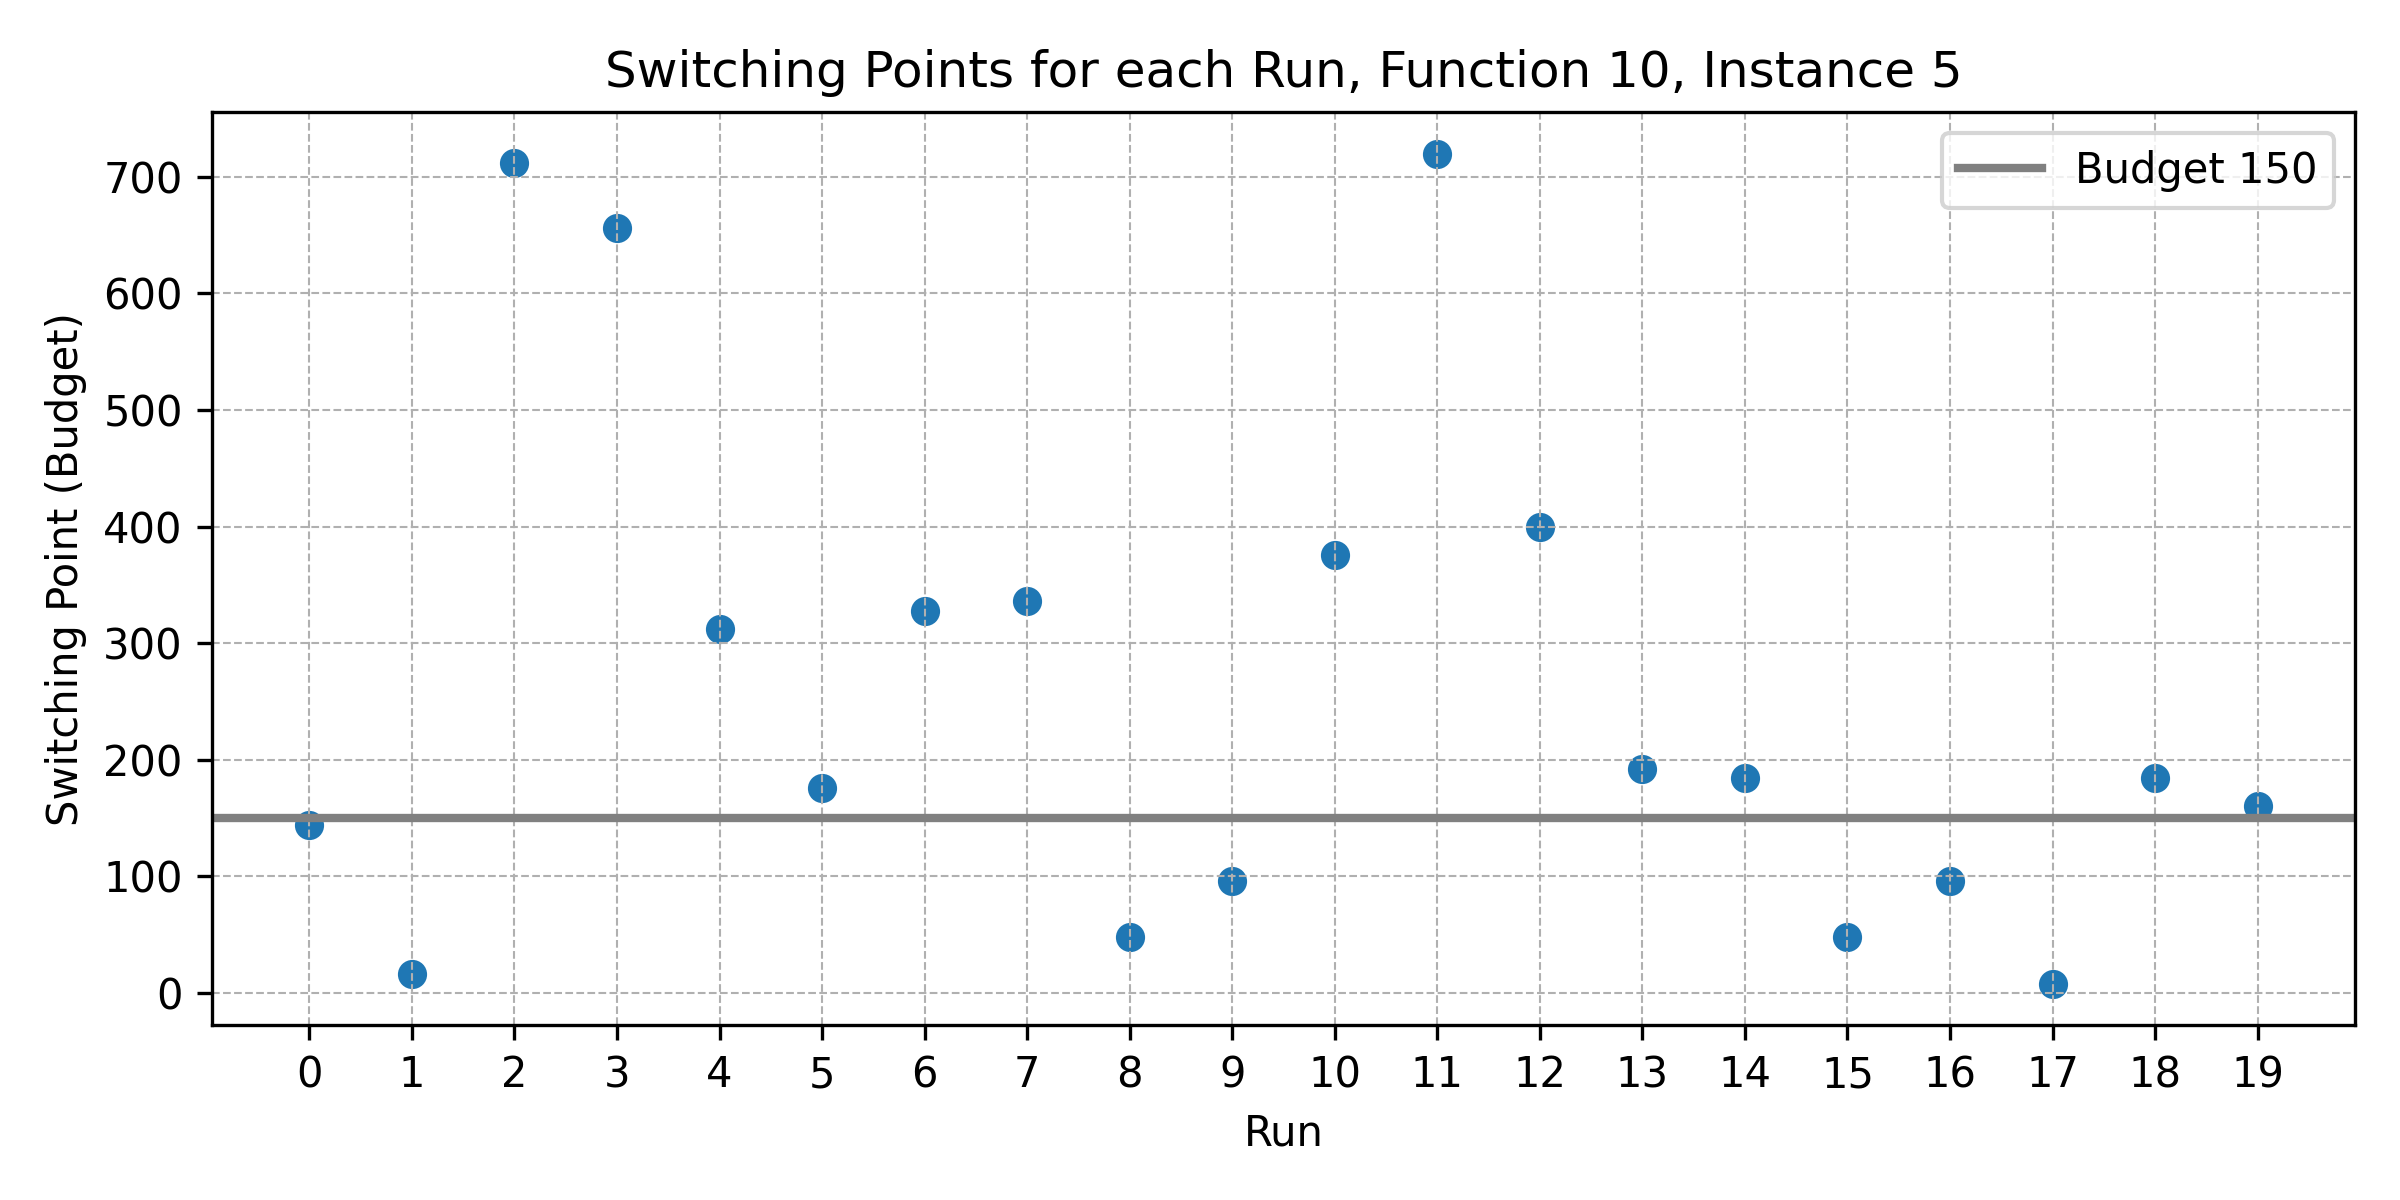 Switching Points for each Run, Function 10, Instance 5
Budget 150
Switching Point (Budget)
700
600
500
400
300
200
100
0
0 1 2 3 4 5 6 7 8 9 10 11 12 13 14 15 16 17 18 19
Run